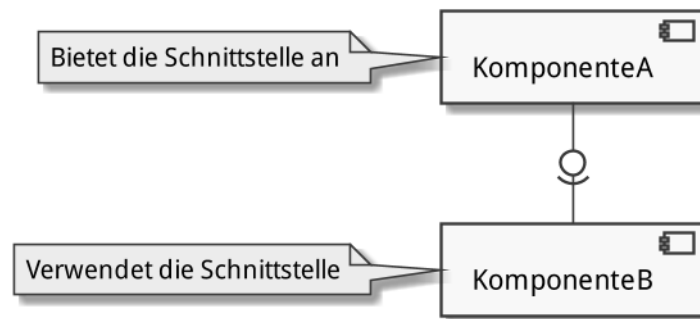 Bietet die Schnittstelle an
KomponenteA
Verwendet die Schnittstelle
KomponenteB